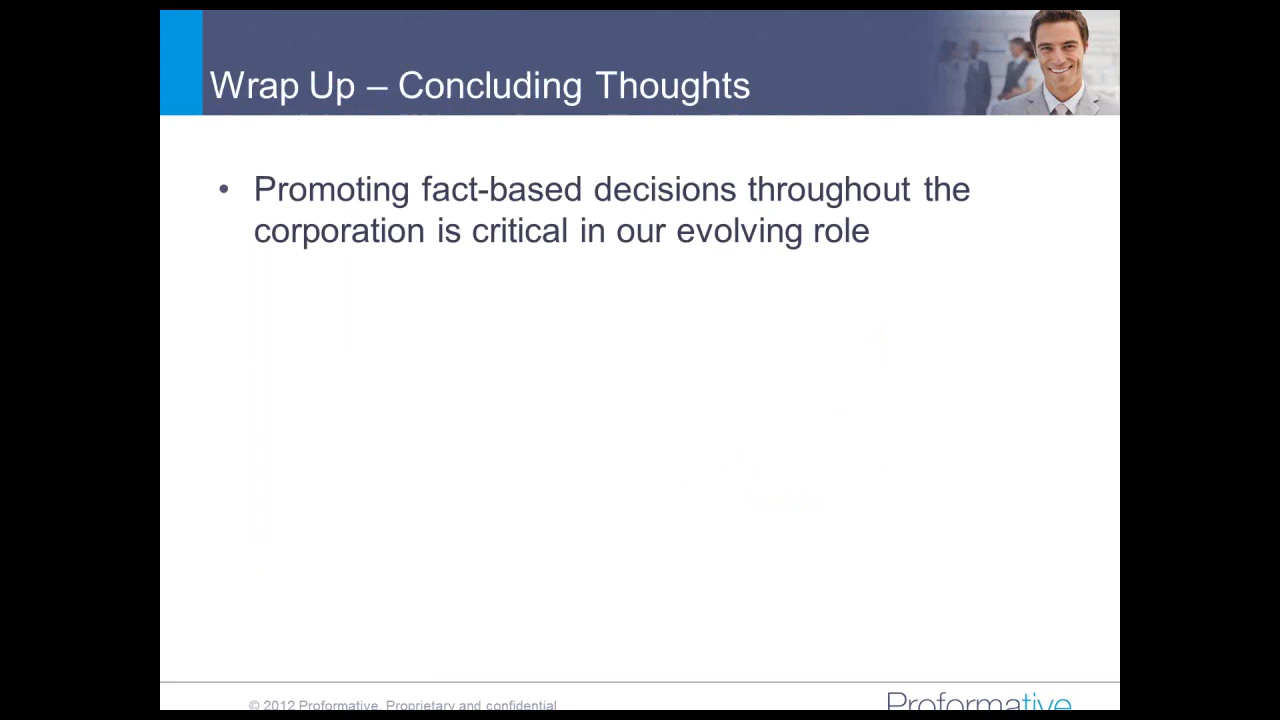 Wrap Up – Concluding Thoughts
• Promoting fact-based decisions throughout the
corporation is critical in our evolving role
© 2012 Proformative. Proprietary and confidential
Proformative